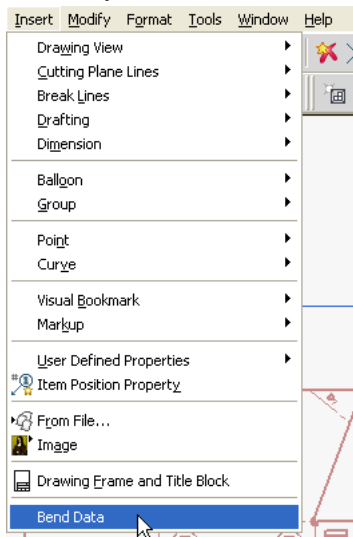 Insert Modify Format Tools Window Help
Drawing View
Cutting Plane Lines
Break Lines
Drafting
Dimension
Balloon
Group
Point
Curve
Visual Bookmark
Markup
User Defined Properties
Item Position Property
From File...
Image
Drawing Frame and Title Block
Bend Data